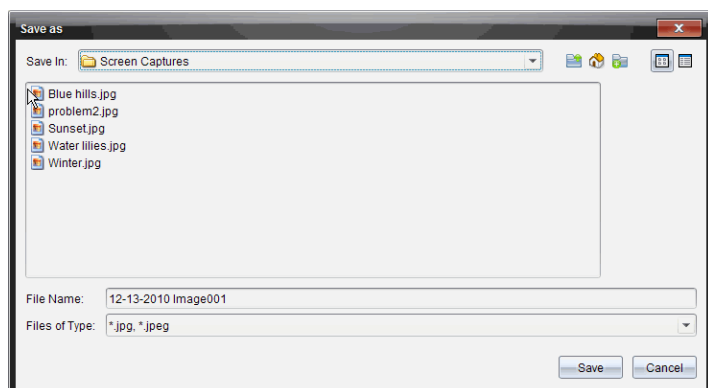 Save as
Save In: Screen Captures
Blue hills.jpg
problem2.jpg
Sunset.jpg
Water lilies.jpg
Winter.jpg
File Name: 12-13-2010 Image001
Files of Type: *.jpg, *.jpeg
Save Cancel